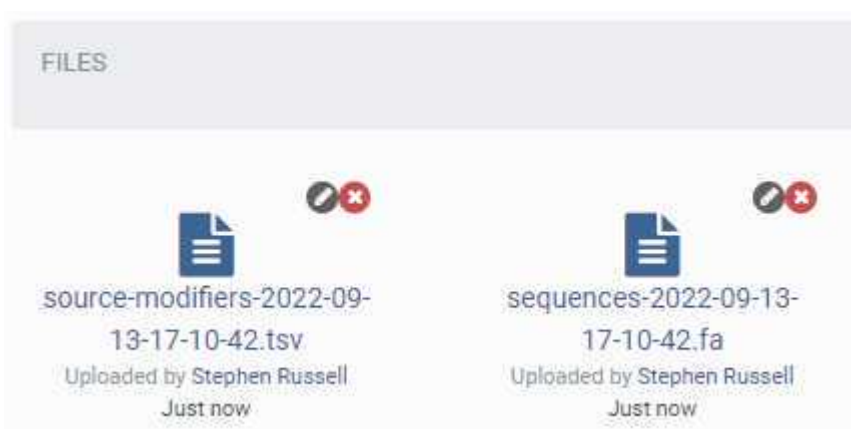 FILES
source-modifiers-2022-09-
13-17-10-42.tsv
Uploaded by Stephen Russell
Just now
sequences-2022-09-13-
17-10-42.fa
Uploaded by Stephen Russell
Just now